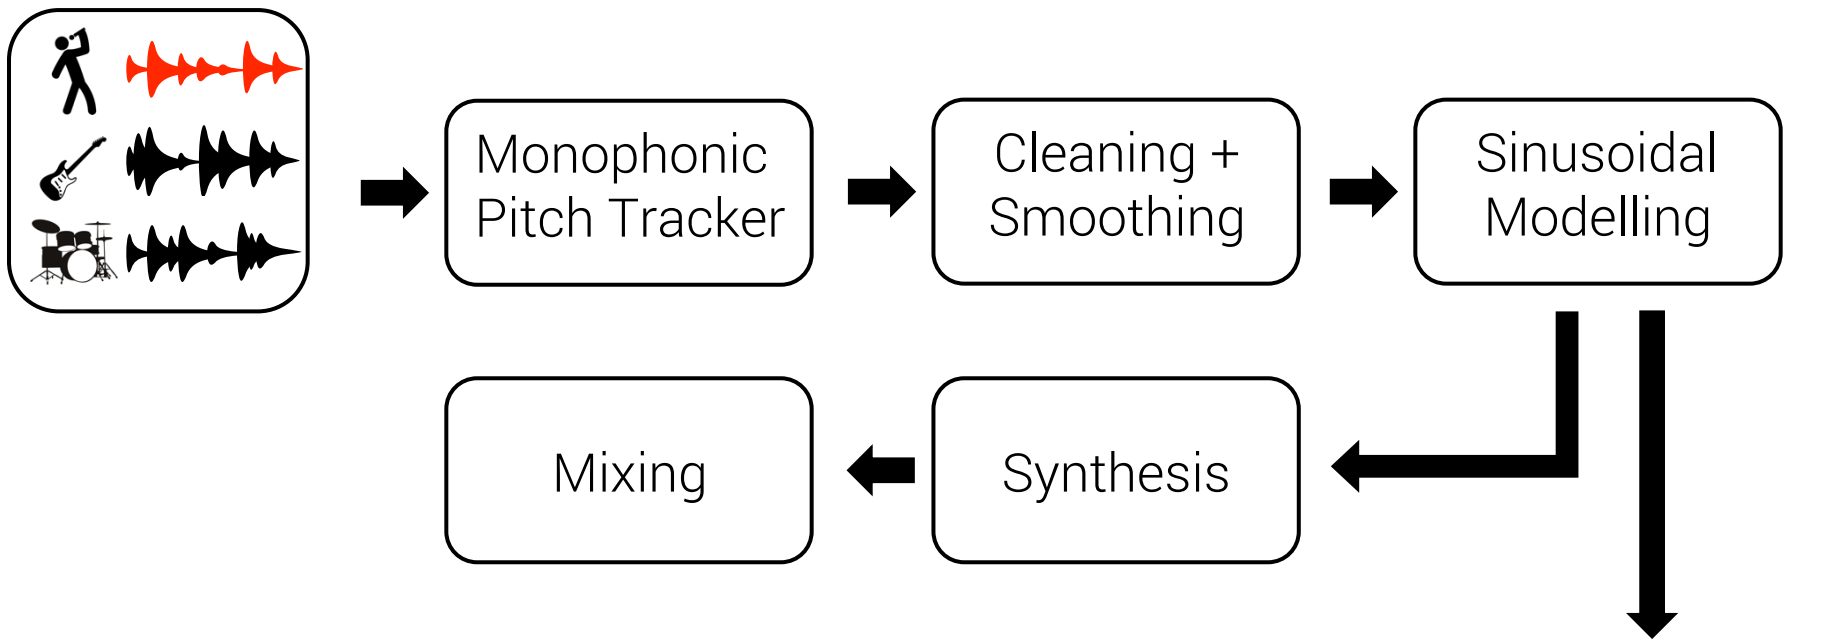 Monophonic
Pitch Tracker
Cleaning +
Smoothing
Sinusoidal
Modelling
Mixing
Synthesis